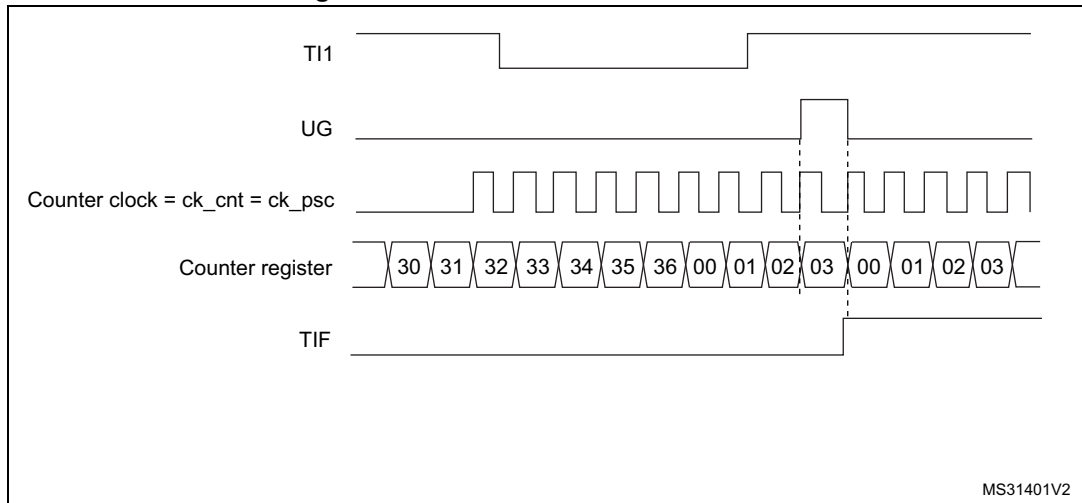 TI1
UG
Counter clock = ck_cnt = ck_psc
Counter register 30 31 32 33 34 35 36 00 01 02 03 00 01 02 03
TIF
MS31401V2